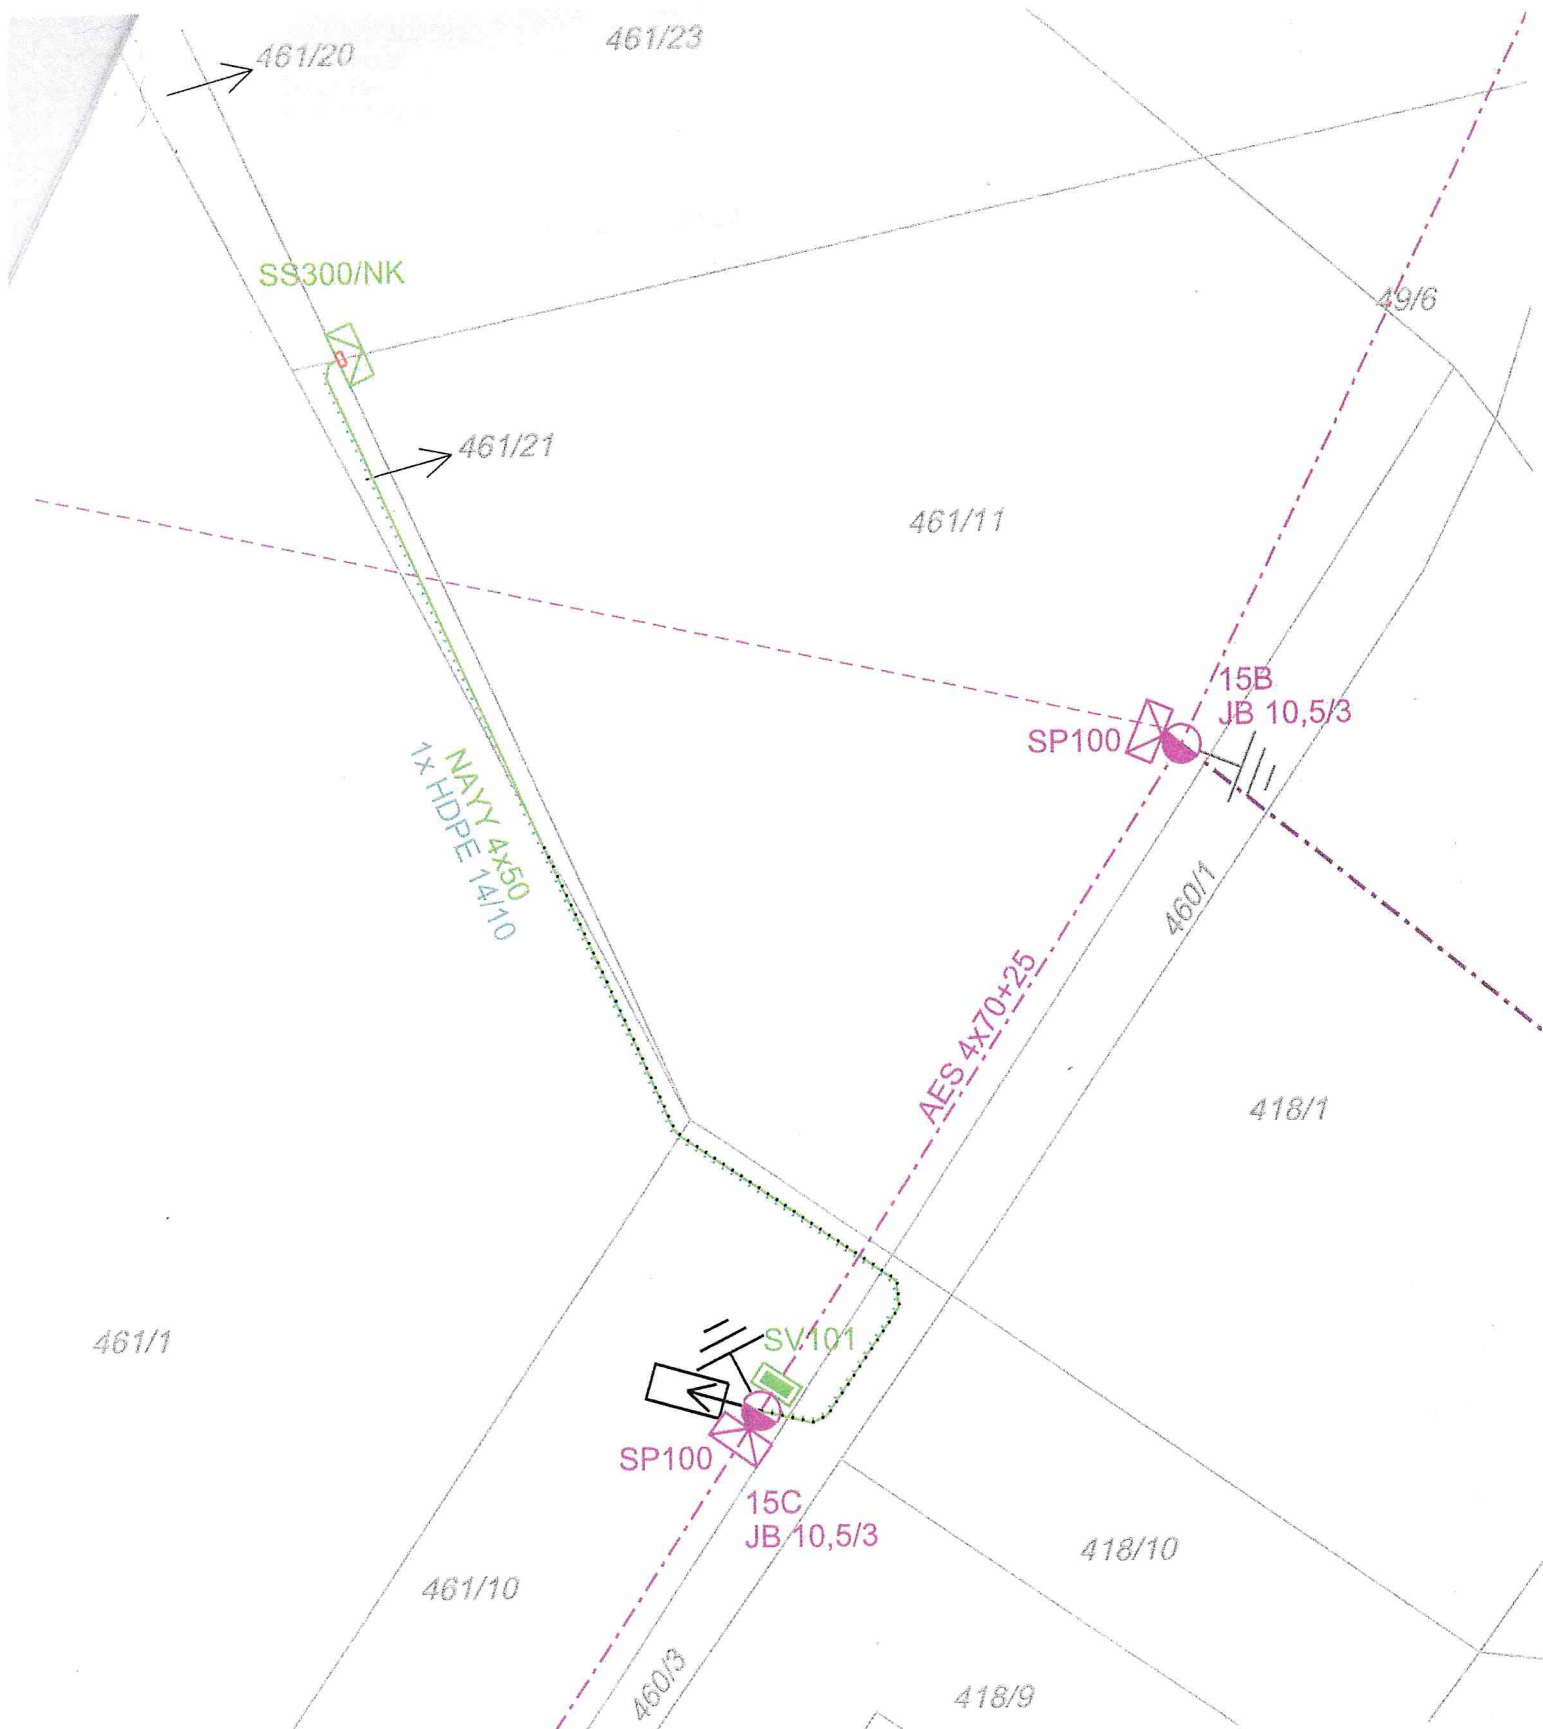 461/20
461/23
SS300/NK
49/6
461/21
461/11
15B
JB 10,5/3
SP100
NAYY 4x50
1x HDPE 14/10
460/1
AES 4x70+25
418/1
461/1
SV101
SP100
15C
JB 10,5/3
418/10
461/10
460/3
418/9